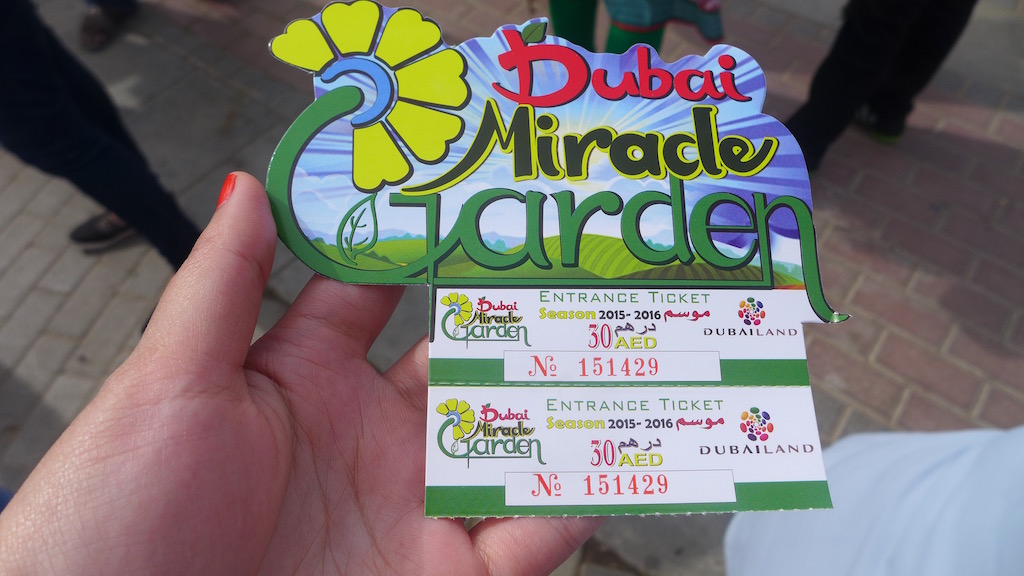 Dubai
Miracle
Garden
Dubai
Miracle
Garden
ENTRANCE TICKET
Season 2015-2016 موسم
30 درهم
AED
DUBAILAND
№ 151429
Dubai
Miracle
Garden
ENTRANCE TICKET
Season 2015-2016 موسم
30 درهم
AED
DUBAILAND
№ 151429